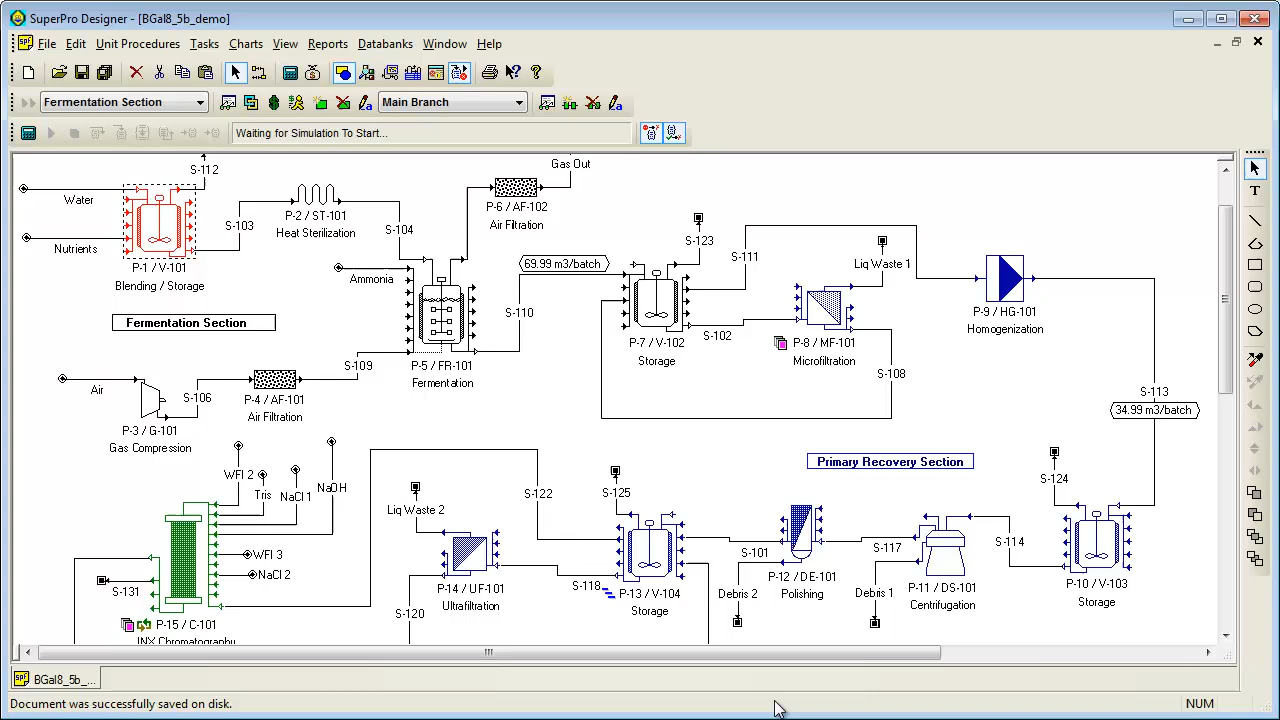 SuperPro Designer - [BGal8_5b_demo]
File Edit Unit Procedures Tasks Charts View Reports Databanks Window Help
Fermentation Section Main Branch
Waiting for Simulation To Start...
Gas Out
S-112
Water
P-2 / ST-101
Heat Sterilization
P-6 / AF-102
Air Filtration
S-103
S-104
Nutrients
P-1 / V-101
Blending / Storage
Ammonia
69.99 m3/batch
S-123
S-111
Liq Waste 1
S-110
P-9 / HG-101
Homogenization
Fermentation Section
S-102
P-7 / V-102
Storage
P-8 / MF-101
Microfiltration
S-109
P-5 / FR-101
Fermentation
S-108
Air
S-106
P-4 / AF-101
Air Filtration
S-113
34.99 m3/batch
P-3 / G-101
Gas Compression
Primary Recovery Section
WFI 2
Tris
NaCl 1
NaOH
S-122
S-125
S-124
Liq Waste 2
WFI 3
NaCl 2
S-101
S-117
S-114
S-131
P-14 / UF-101
Ultrafiltration
S-118
P-13 / V-104
Storage
P-12 / DE-101
Polishing
P-11 / DS-101
Centrifugation
P-10 / V-103
Storage
Debris 2
Debris 1
S-120
P-15 / C-101
INX Chromatography
BGal8_5b_...
Document was successfully saved on disk.
NUM